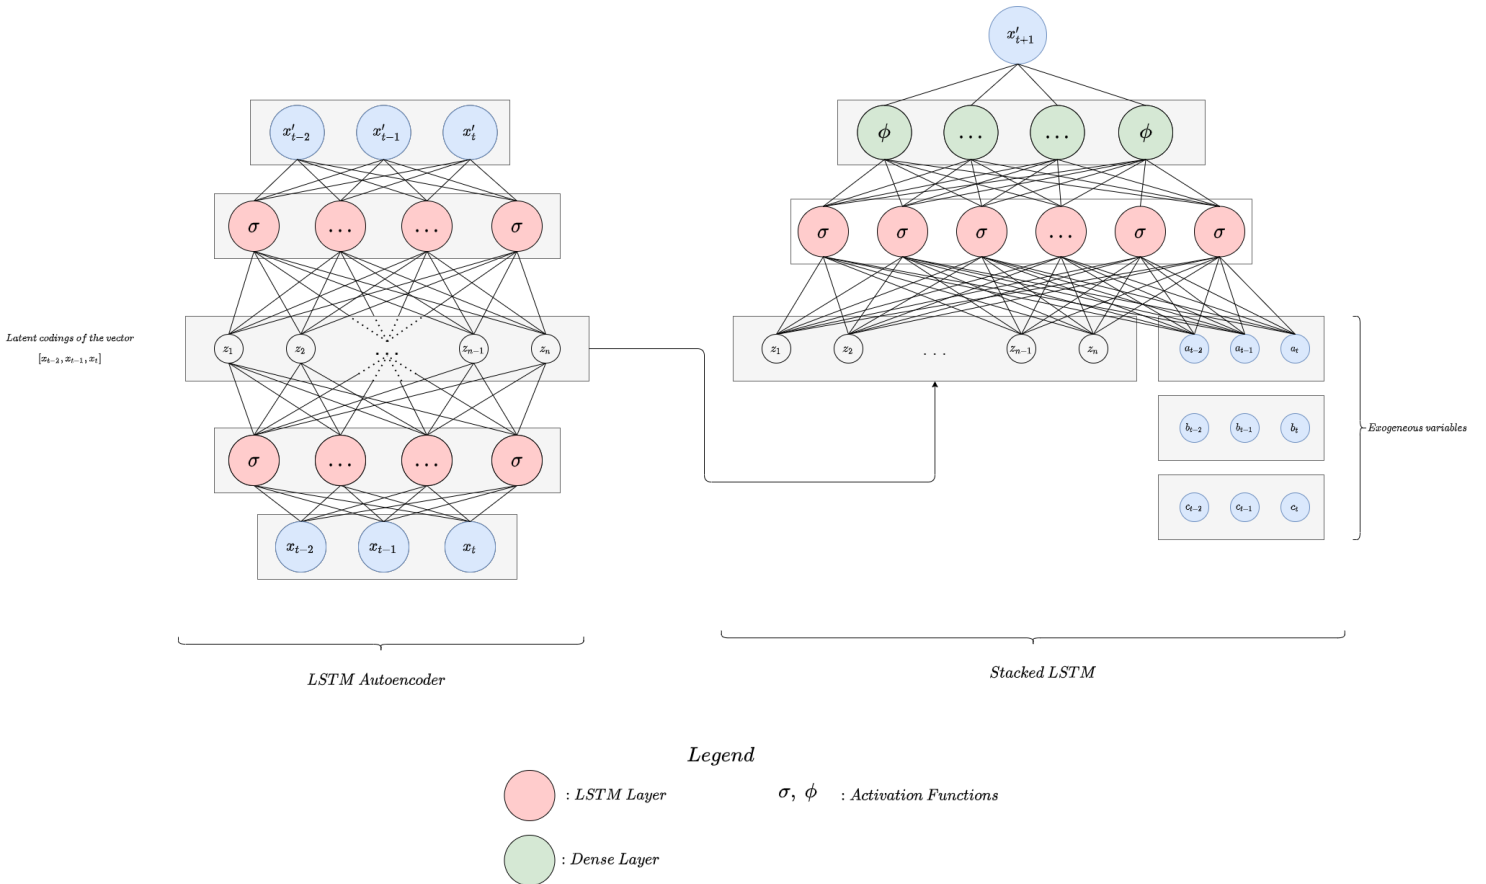 x′_{t+1}
x′_{t−2} x′_{t−1} x′_t
ϕ ... ... ϕ
σ ... ... σ
σ σ σ ... σ σ
Latent codings of the vector
[x_{t−2}, x_{t−1}, x_t]
z_1 z_2 ... z_{n−1} z_n
z_1 z_2 ... z_{n−1} z_n
a_{t−2} a_{t−1} a_t
b_{t−2} b_{t−1} b_t
c_{t−2} c_{t−1} c_t
Exogeneous variables
σ ... ... σ
x_{t−2} x_{t−1} x_t
LSTM Autoencoder
Stacked LSTM
Legend
: LSTM Layer
σ, ϕ : Activation Functions
: Dense Layer